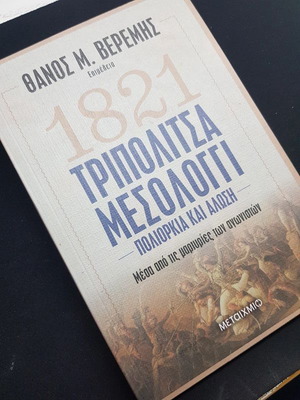 ΘΑΝΟΣ Μ. ΒΕΡΕΜΗΣ
Επιμέλεια
1821
ΤΡΙΠΟΛΙΤΣΑ
ΜΕΣΟΛΟΓΓΙ
ΠΟΛΙΟΡΚΙΑ ΚΑΙ ΑΛΩΣΗ
Μέσα από τις μαρτυρίες των αγωνιστών
ΜΕΤΑΙΧΜΙΟ